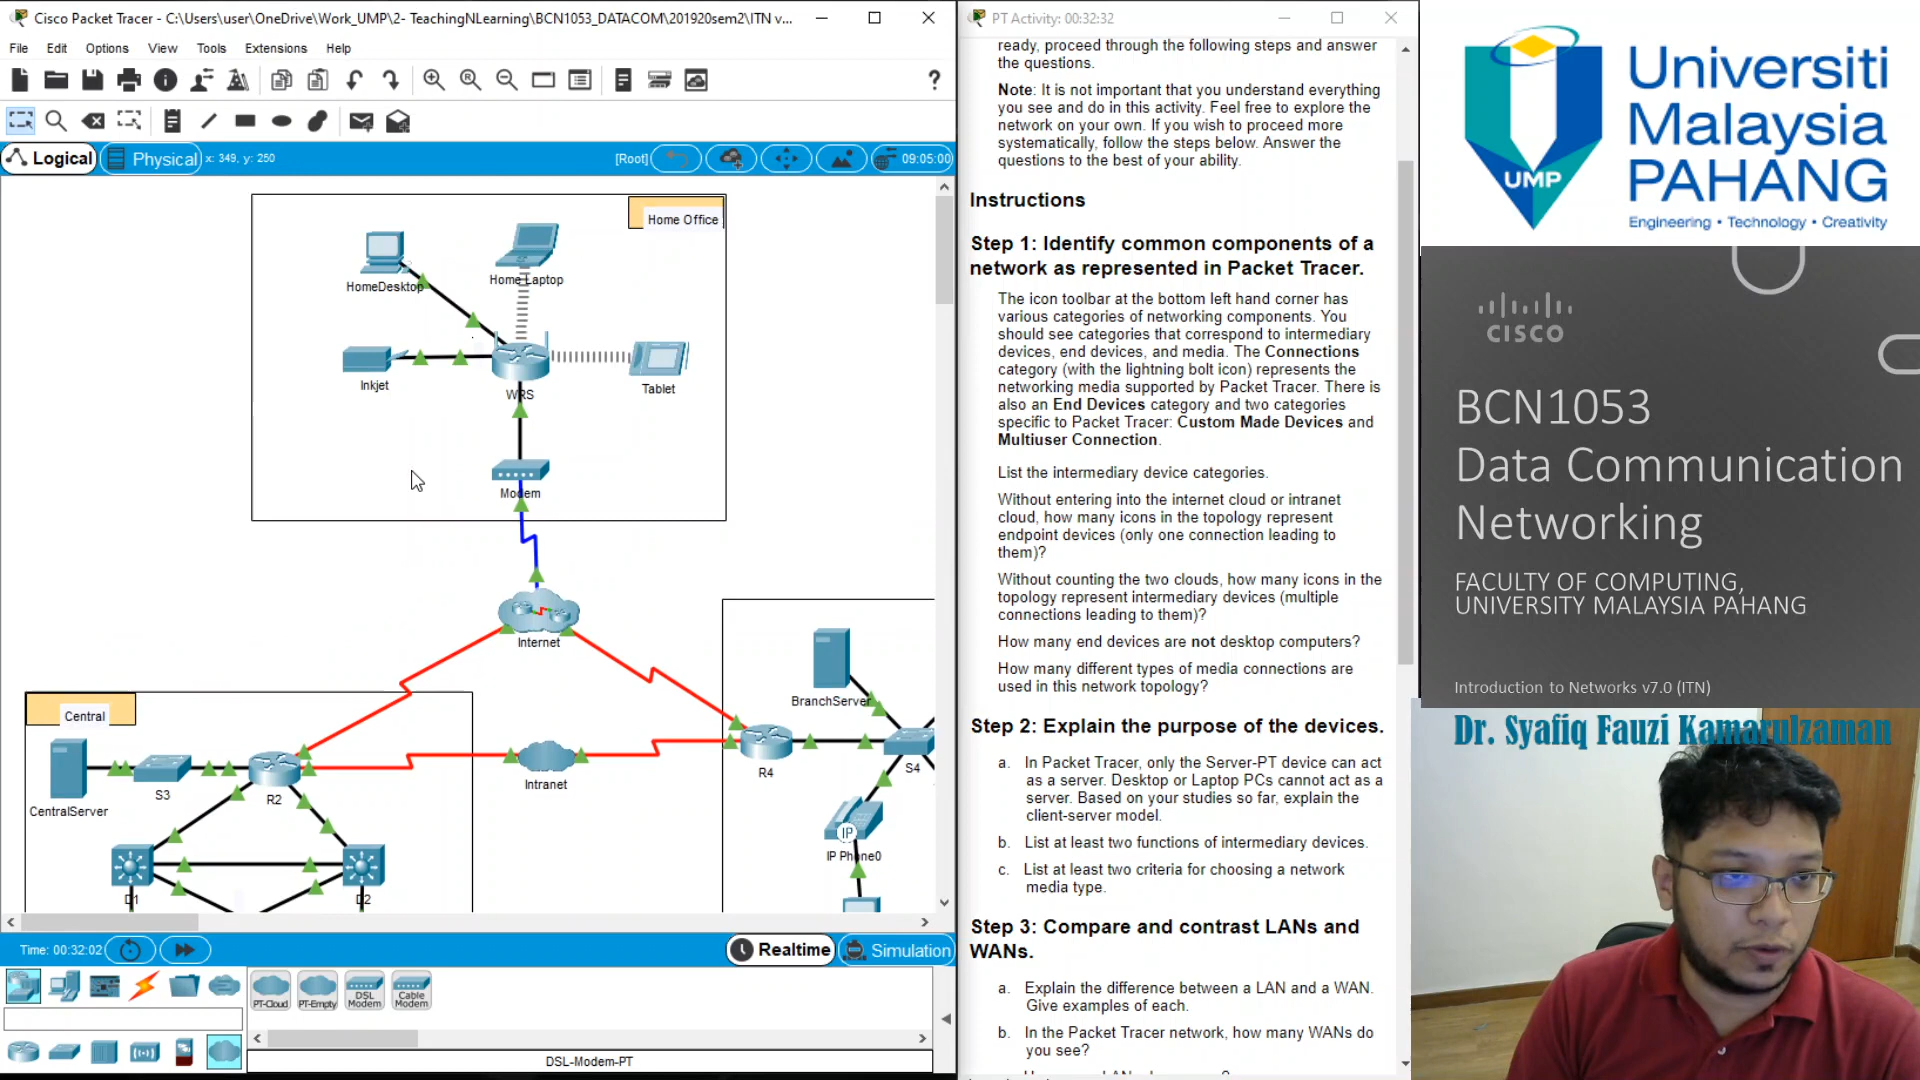 Cisco Packet Tracer - C:\Users\user\OneDrive\Work_UMP\2- TeachingNLearning\BCN1053_DATACOM\201920sem2\ITN v...
File Edit Options View Tools Extensions Help
Logical Physical x: 349, y: 250 [Root] 09:05:00
Home Office
HomeDesktop
Home Laptop
Inkjet
WRS
Tablet
Modem
Internet
Central
BranchServer
CentralServer
S3
R2
Intranet
R4
S4
IP
IP Phone0
D1
D2
Time: 00:32:02
Realtime Simulation
PT-Cloud PT-Empty DSL Modem Cable Modem
DSL-Modem-PT
PT Activity: 00:32:32
ready, proceed through the following steps and answer
the questions.
Note: It is not important that you understand everything
you see and do in this activity. Feel free to explore the
network on your own. If you wish to proceed more
systematically, follow the steps below. Answer the
questions to the best of your ability.
Instructions
Step 1: Identify common components of a
network as represented in Packet Tracer.
The icon toolbar at the bottom left hand corner has
various categories of networking components. You
should see categories that correspond to intermediary
devices, end devices, and media. The Connections
category (with the lightning bolt icon) represents the
networking media supported by Packet Tracer. There is
also an End Devices category and two categories
specific to Packet Tracer: Custom Made Devices and
Multiuser Connection.
List the intermediary device categories.
Without entering into the internet cloud or intranet
cloud, how many icons in the topology represent
endpoint devices (only one connection leading to
them)?
Without counting the two clouds, how many icons in the
topology represent intermediary devices (multiple
connections leading to them)?
How many end devices are not desktop computers?
How many different types of media connections are
used in this network topology?
Step 2: Explain the purpose of the devices.
a. In Packet Tracer, only the Server-PT device can act
as a server. Desktop or Laptop PCs cannot act as a
server. Based on your studies so far, explain the
client-server model.
b. List at least two functions of intermediary devices.
c. List at least two criteria for choosing a network
media type.
Step 3: Compare and contrast LANs and
WANs.
a. Explain the difference between a LAN and a WAN.
Give examples of each.
b. In the Packet Tracer network, how many WANs do
you see?
UMP
Universiti
Malaysia
PAHANG
Engineering • Technology • Creativity
CISCO
BCN1053
Data Communication
Networking
FACULTY OF COMPUTING,
UNIVERSITY MALAYSIA PAHANG
Introduction to Networks v7.0 (ITN)
Dr. Syafiq Fauzi Kamarulzaman